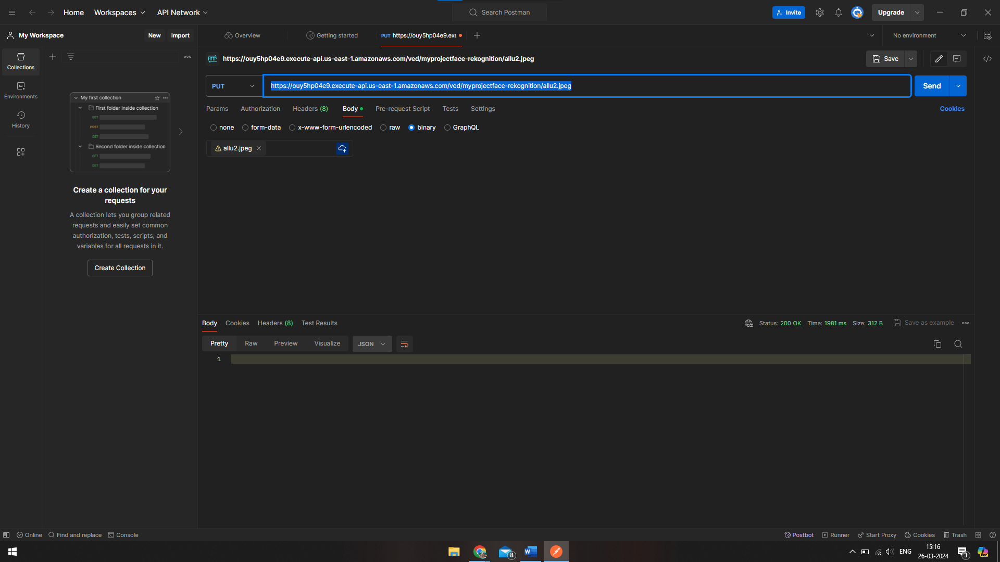 Home Workspaces API Network Search Postman Invite Upgrade
My Workspace New Import Overview Getting started PUT https://ouy5hp04e9.exe No environment
Collections
Environments
History
My first collection
First folder inside collection
GET
POST
GET
Second folder inside collection
GET
GET
Create a collection for your
requests
A collection lets you group related
requests and easily set common
authorization, tests, scripts, and
variables for all requests in it.
Create Collection
HTTP https://ouy5hp04e9.execute-api.us-east-1.amazonaws.com/ved/myprojectface-rekognition/allu2.jpeg Save
PUT https://ouy5hp04e9.execute-api.us-east-1.amazonaws.com/ved/myprojectface-rekognition/allu2.jpeg Send
Params Authorization Headers (8) Body Pre-request Script Tests Settings Cookies
none form-data x-www-form-urlencoded raw binary GraphQL
allu2.jpeg
Body Cookies Headers (8) Test Results Status: 200 OK Time: 1981 ms Size: 312 B Save as example
Pretty Raw Preview Visualize JSON
1
Online Find and replace Console Postbot Runner Start Proxy Cookies Trash
8 ENG 15:16 3 PRE
26-03-2024